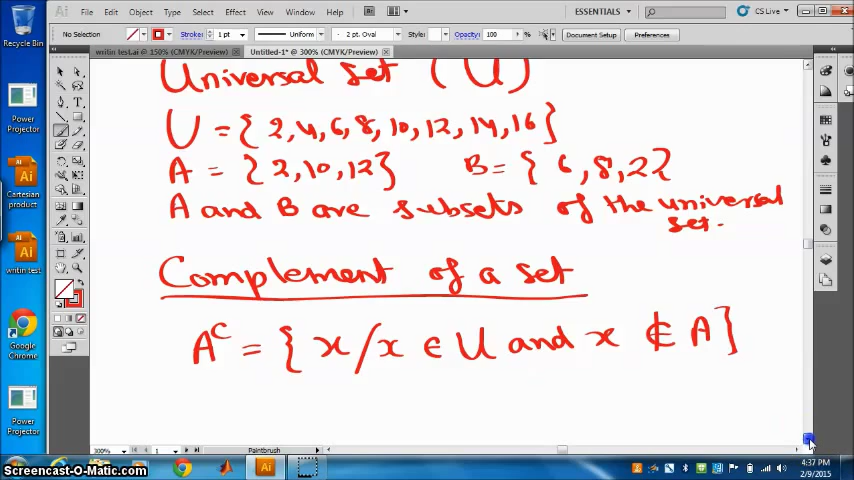 Recycle Bin
Power Projector
Cartesian product
writin test
Google Chrome
Power Projector
File Edit Object Type Select Effect View Window Help
ESSENTIALS
CS Live
No Selection
Stroke: 1 pt
Uniform
2 pt. Oval
Style:
Opacity: 100 %
Document Setup
Preferences
writin test.ai @ 150% (CMYK/Preview)
Untitled-1* @ 300% (CMYK/Preview)
Universal Set (U)
U = { 2,4,6,8,10,12,14,16}
A = {2,10,12} B = { 6,8,2}
A and B are subsets of the universal
set.
Complement of a set
Aᶜ = { x/x ∈ U and x ∉ A}
300% 1 Paintbrush
Screencast-O-Matic.com
4:37 PM
2/9/2015